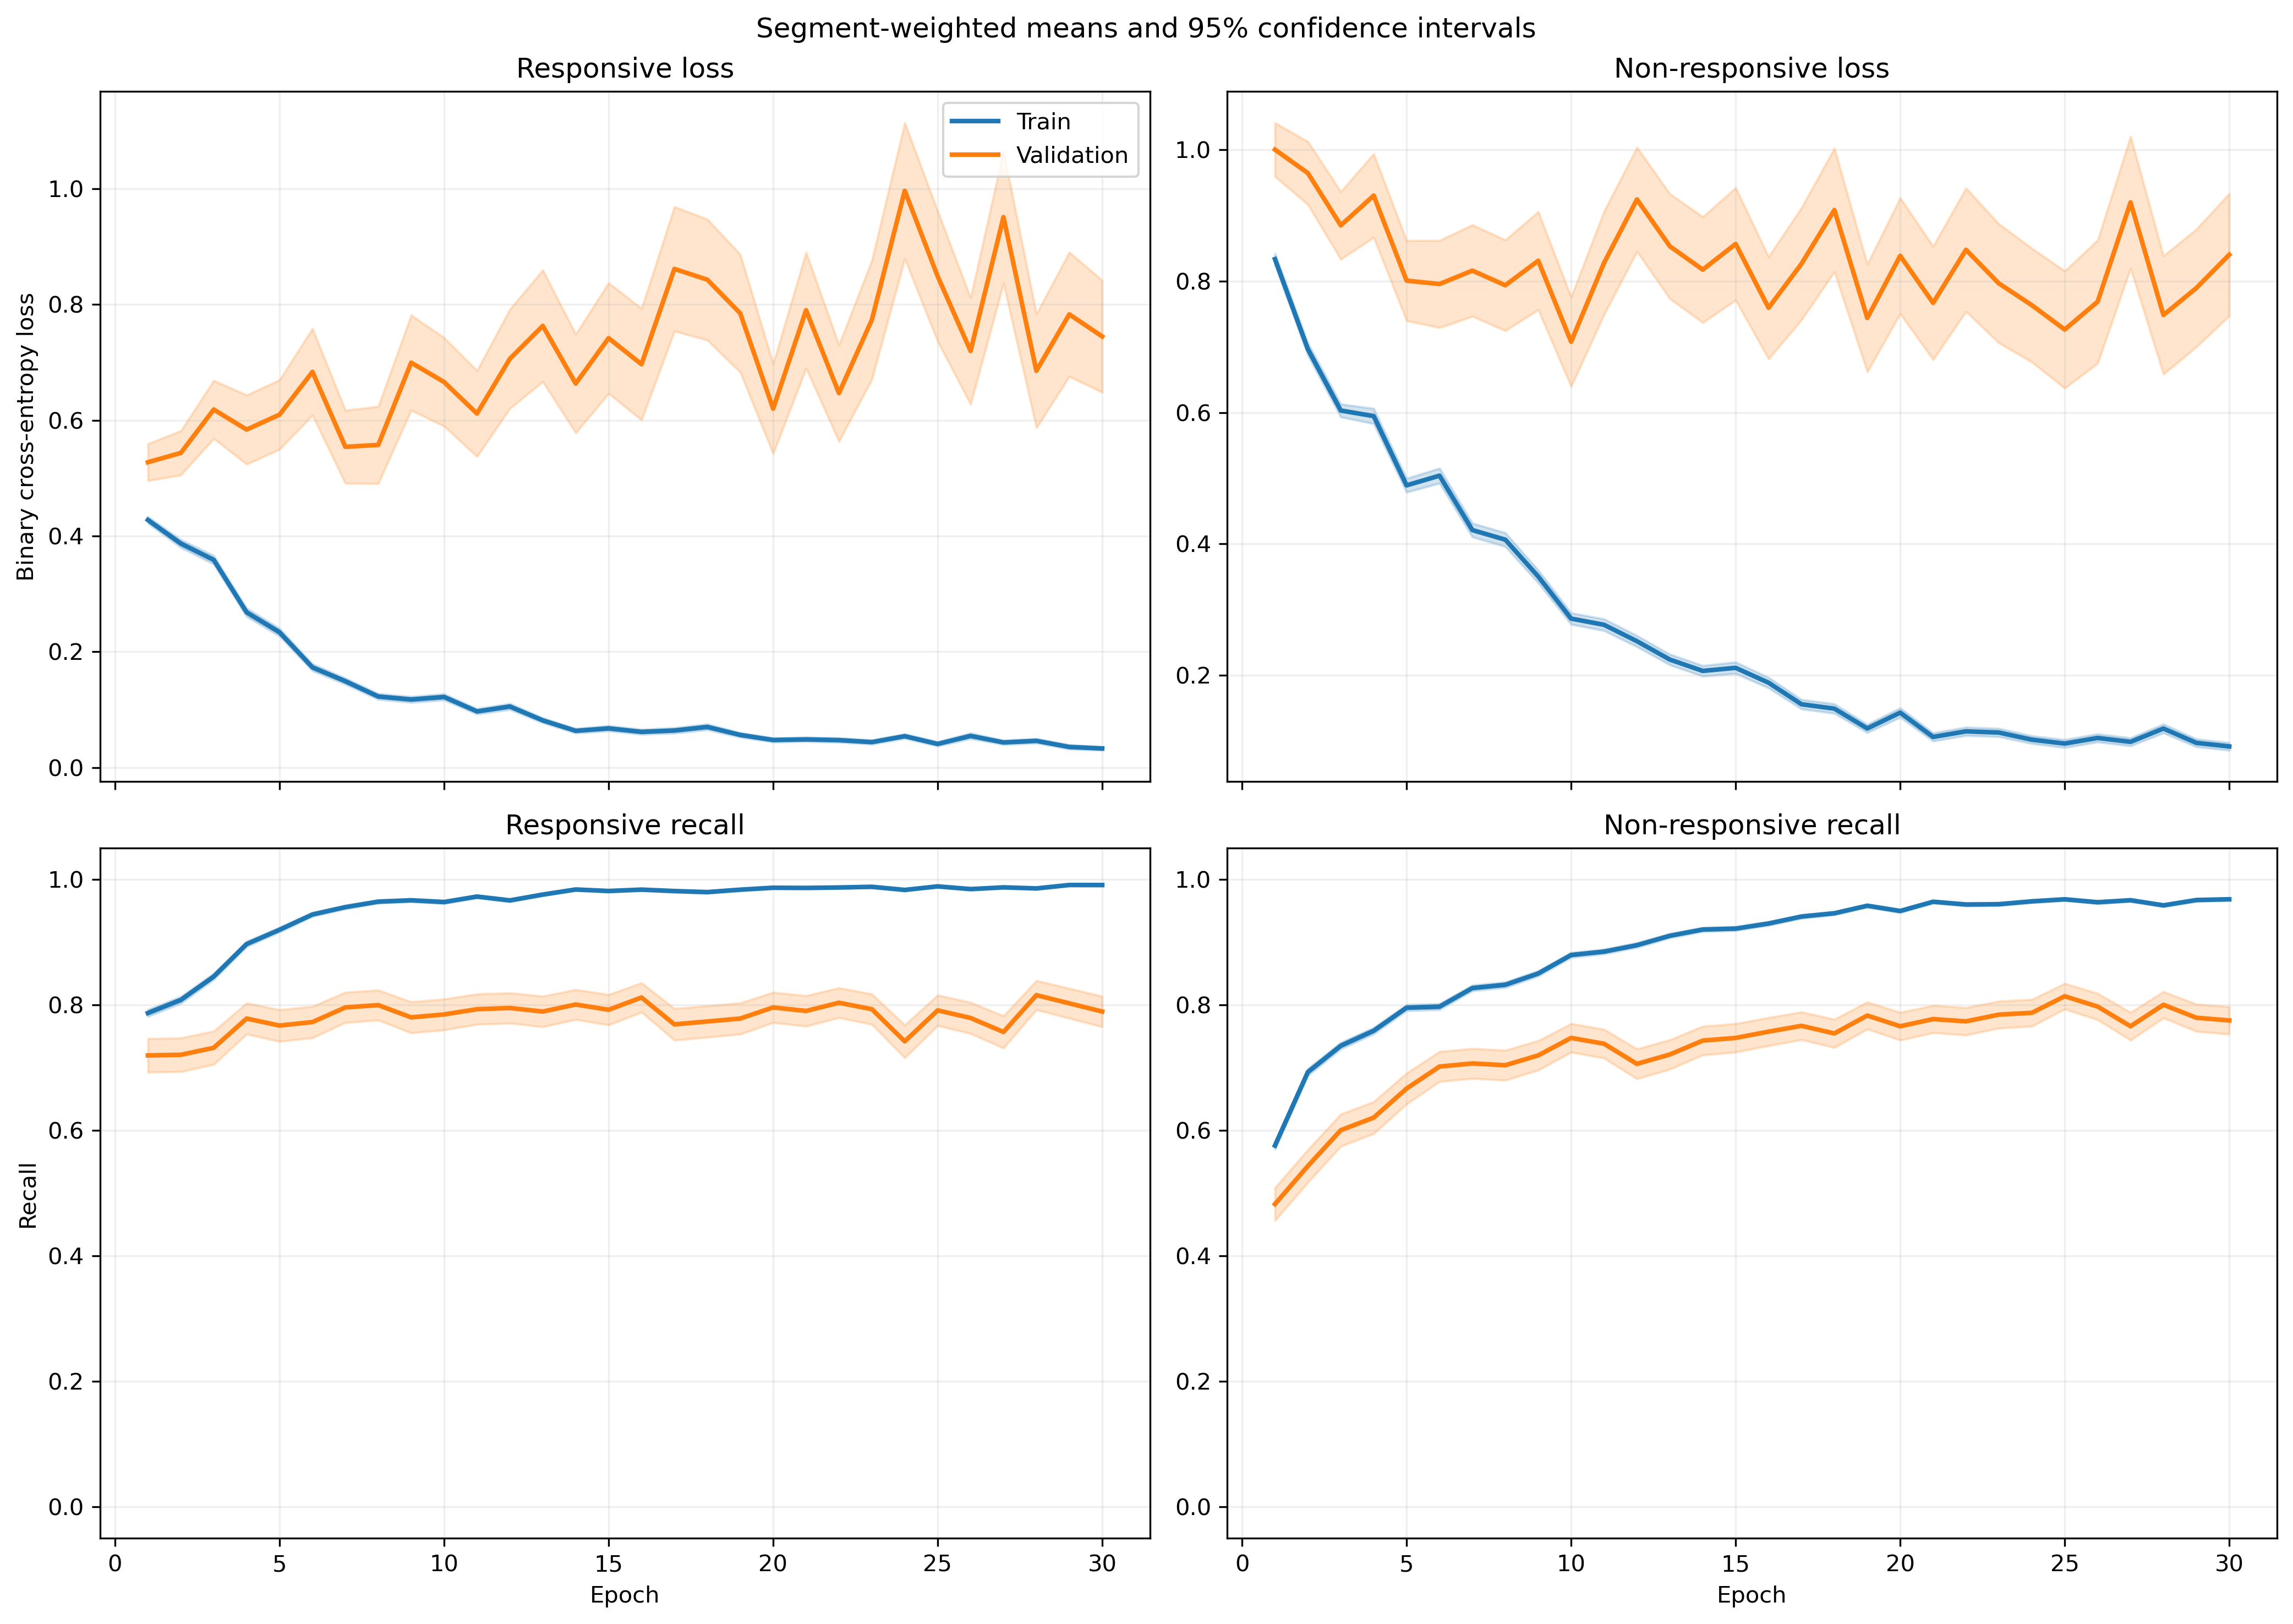 Segment-weighted means and 95% confidence intervals
Responsive loss
Non-responsive loss
Train
Validation
Binary cross-entropy loss
1.0
0.8
0.6
0.4
0.2
0.0
1.0
0.8
0.6
0.4
0.2
Responsive recall
Non-responsive recall
Recall
1.0
0.8
0.6
0.4
0.2
0.0
0 5 10 15 20 25 30
Epoch
1.0
0.8
0.6
0.4
0.2
0.0
0 5 10 15 20 25 30
Epoch